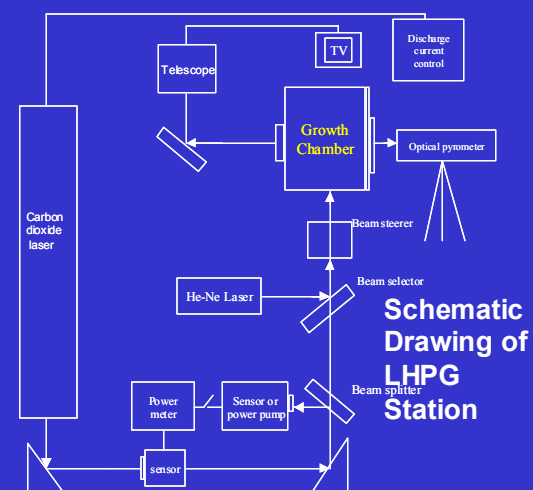 TV
Discharge
current
control
Telescope
Growth
Chamber
Optical pyrometer
Carbon
dioxide
laser
Beam steerer
Beam selector
He-Ne Laser
Schematic
Drawing of
LHPG
Station
Beam splitter
Power
meter
Sensor or
power pump
sensor